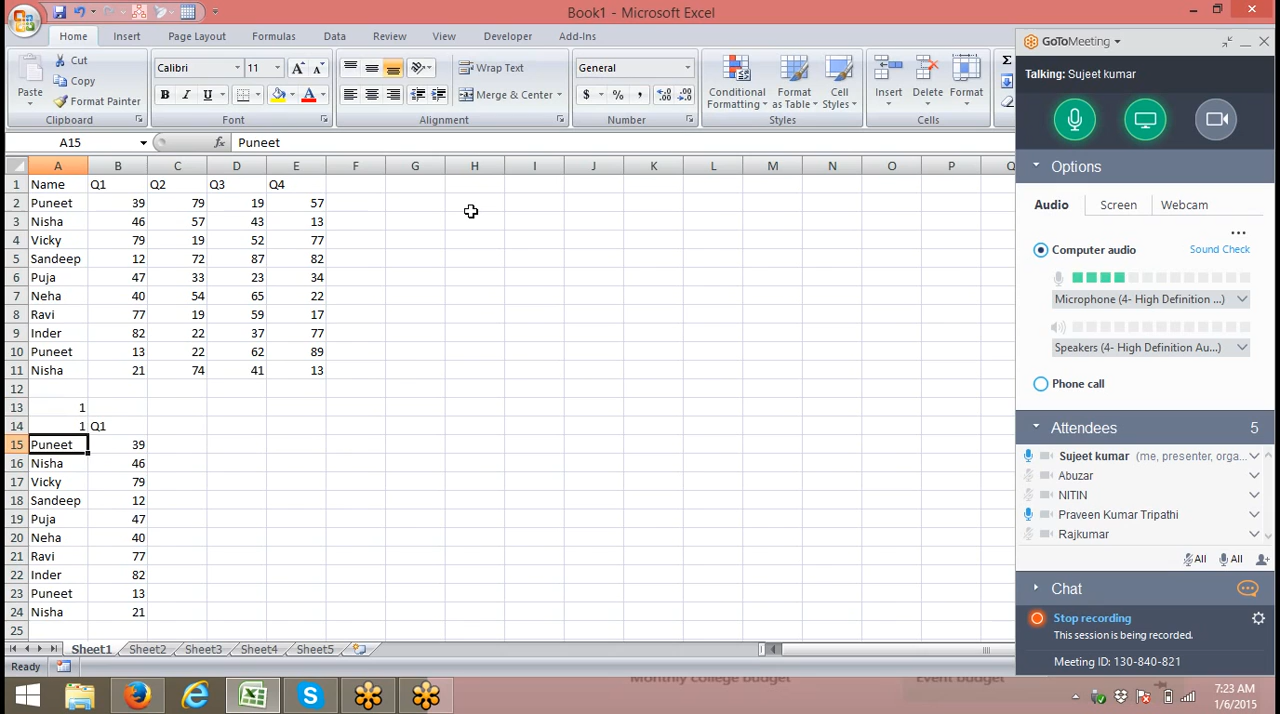 Book1 - Microsoft Excel
Home Insert Page Layout Formulas Data Review View Developer Add-Ins
Paste
Cut
Copy
Format Painter
Clipboard
Calibri 11
B I U
Font
Wrap Text
Merge & Center
Alignment
General
$ % ,
Number
Conditional Formatting
Format as Table
Cell Styles
Styles
Insert Delete Format
Cells
A15 fx Puneet
A B C D E F G H I J K L M N O P Q
1 Name Q1 Q2 Q3 Q4
2 Puneet 39 79 19 57
3 Nisha 46 57 43 13
4 Vicky 79 19 52 77
5 Sandeep 12 72 87 82
6 Puja 47 33 23 34
7 Neha 40 54 65 22
8 Ravi 77 19 59 17
9 Inder 82 22 37 77
10 Puneet 13 22 62 89
11 Nisha 21 74 41 13
12
13 1
14 1 Q1
15 Puneet 39
16 Nisha 46
17 Vicky 79
18 Sandeep 12
19 Puja 47
20 Neha 40
21 Ravi 77
22 Inder 82
23 Puneet 13
24 Nisha 21
25
Sheet1 Sheet2 Sheet3 Sheet4 Sheet5
Ready
GoToMeeting
Talking: Sujeet kumar
Options
Audio Screen Webcam
Computer audio Sound Check
Microphone (4- High Definition ...)
Speakers (4- High Definition Au...)
Phone call
Attendees 5
Sujeet kumar (me, presenter, orga...
Abuzar
NITIN
Praveen Kumar Tripathi
Rajkumar
All All
Chat
Stop recording
This session is being recorded.
Meeting ID: 130-840-821
Monthly college budget Event budget
7:23 AM
1/6/2015